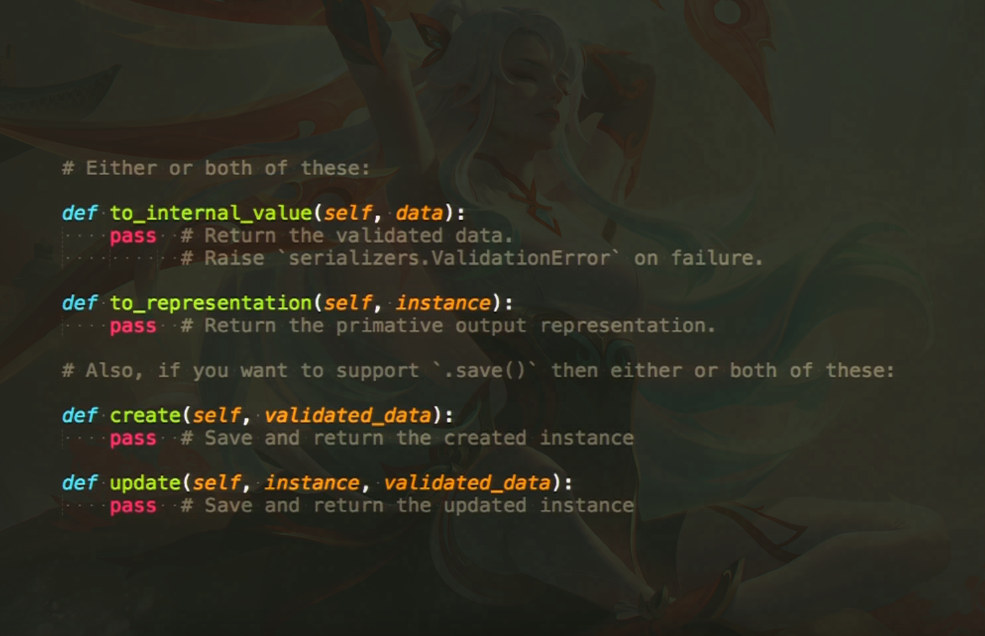 # Either or both of these:
def to_internal_value(self, data):
pass # Return the validated data.
# Raise `serializers.ValidationError` on failure.
def to_representation(self, instance):
pass # Return the primative output representation.
# Also, if you want to support `.save()` then either or both of these:
def create(self, validated_data):
pass # Save and return the created instance
def update(self, instance, validated_data):
pass # Save and return the updated instance